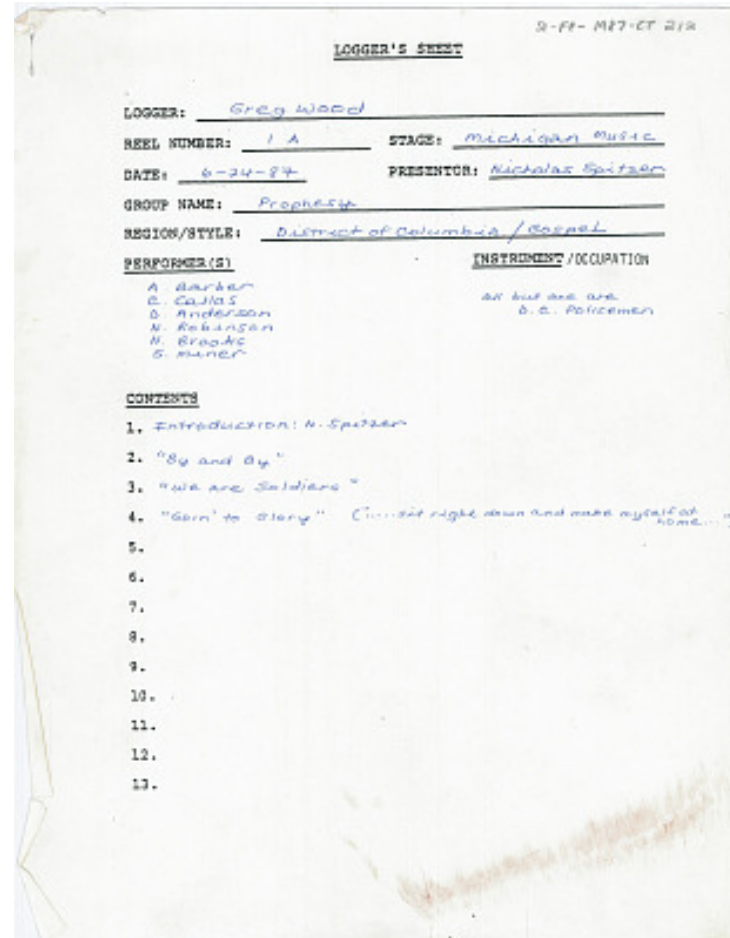 LOGGER'S SHEET
LOGGER: Greg Wood
REEL NUMBER: 1 A STAGE: Michigan Music
DATE: 6-24-87 PRESENTOR: Nicholas Spitzer
GROUP NAME: Prophesy
REGION/STYLE: District of Columbia / Gospel
PERFORMER(S) INSTRUMENT/OCCUPATION
A. Barber
C. Callas
D. Anderson
N. Robinson
N. Brooks
G. Miner
all but one are
D.C. Policemen
CONTENTS
1. Introduction: N. Spitzer
2. "By and By"
3. "We are Soldiers"
4. "Goin' to Glory" (.....sit right down and make myself at
home...
5.
6.
7.
8.
9.
10.
11.
12.
13.